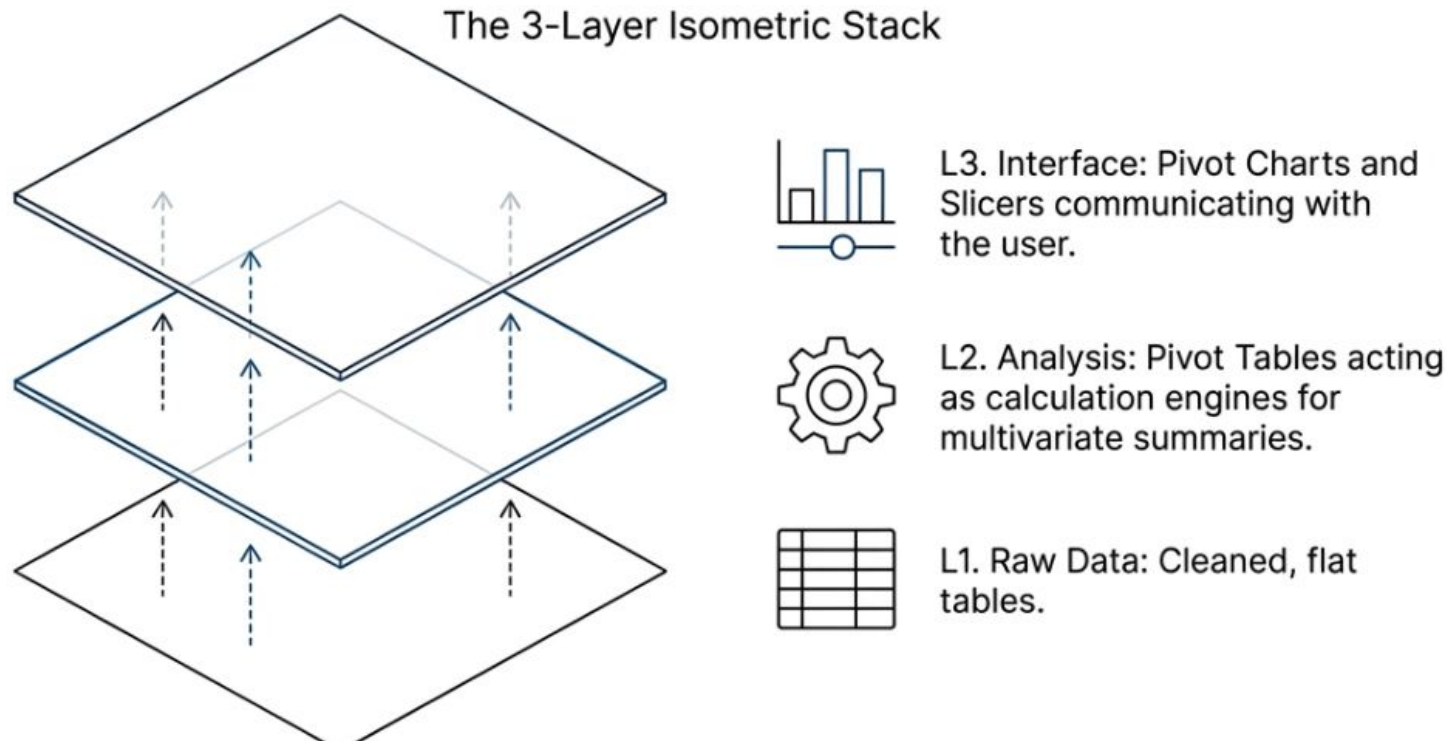 The 3-Layer Isometric Stack
L3. Interface: Pivot Charts and
Slicers communicating with
the user.
L2. Analysis: Pivot Tables acting
as calculation engines for
multivariate summaries.
L1. Raw Data: Cleaned, flat
tables.